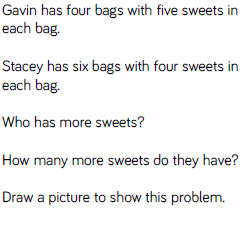 Gavin has four bags with five sweets in
each bag.
Stacey has six bags with four sweets in
each bag.
Who has more sweets?
How many more sweets do they have?
Draw a picture to show this problem.